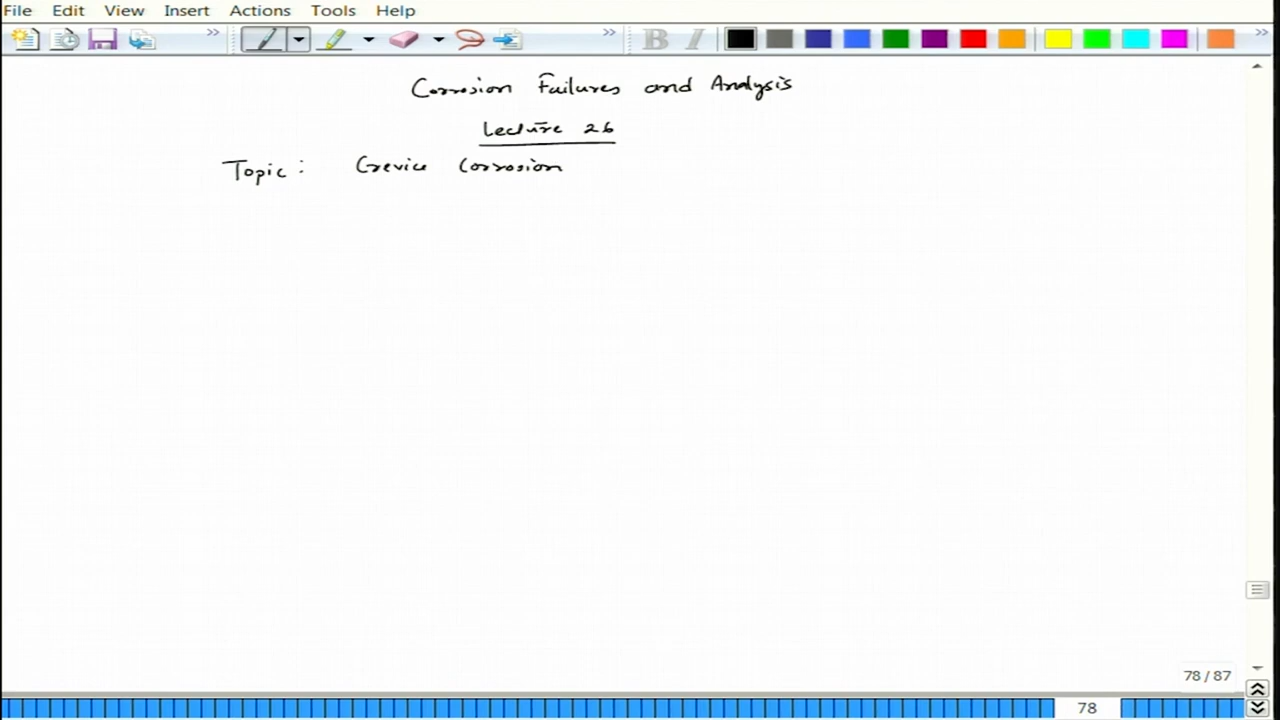 File Edit View Insert Actions Tools Help
B I
Corrosion Failures and Analysis
Lecture 26
Topic: Crevice Corrosion
78 / 87
78